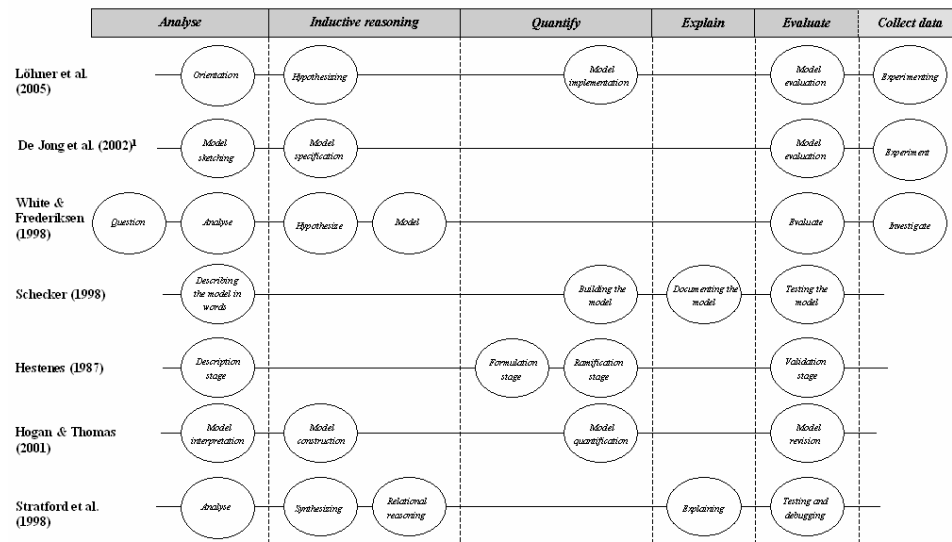 Analyse Inductive reasoning Quantify Explain Evaluate Collect data
Löhner et al.
(2005)
Orientation
Hypothesizing
Model
implementation
Model
evaluation
Experimenting
De Jong et al. (2002)¹
Model
sketching
Model
specification
Model
evaluation
Experiment
White &
Frederiksen
(1998)
Question
Analyse
Hypothesize
Model
Evaluate
Investigate
Schecker (1998)
Describing
the model in
words
Building the
model
Documenting the
model
Testing the
model
Hestenes (1987)
Description
stage
Formulation
stage
Ramification
stage
Validation
stage
Hogan & Thomas
(2001)
Model
interpretation
Model
construction
Model
quantification
Model
revision
Stratford et al.
(1998)
Analyse
Synthesizing
Relational
reasoning
Explaining
Testing and
debugging